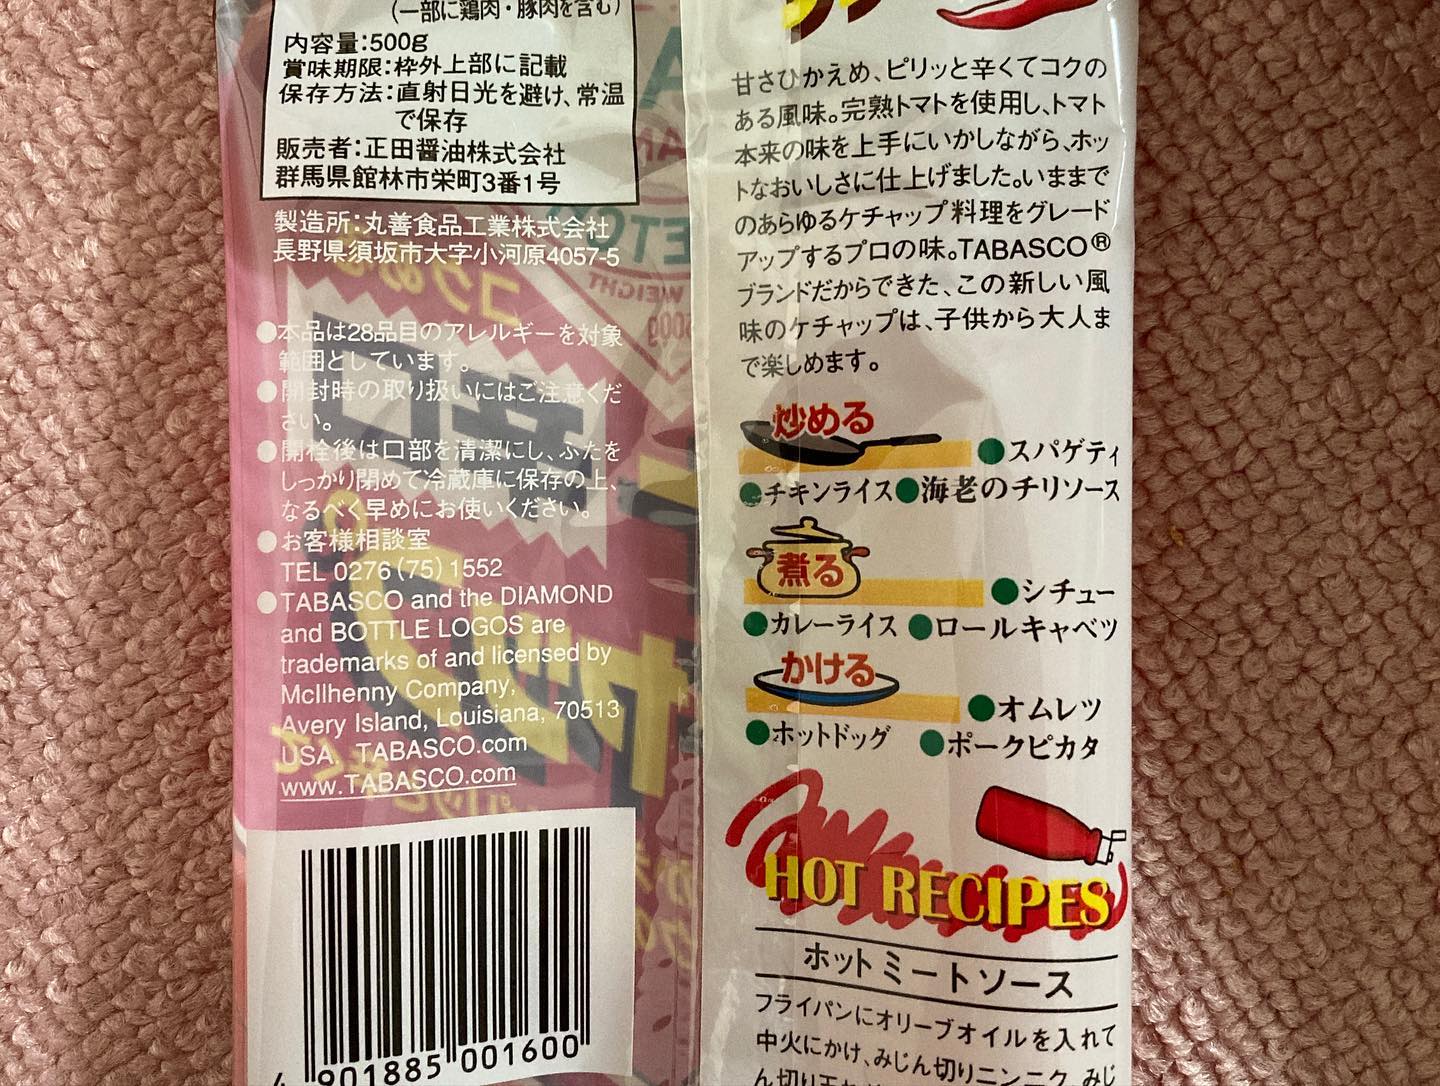 (一部に鶏肉・豚肉を含む)
内容量:500g
賞味期限:枠外上部に記載
保存方法:直射日光を避け、常温
で保存
販売者:正田醤油株式会社
群馬県館林市栄町3番1号
製造所:丸善食品工業株式会社
長野県須坂市大字小河原4057-5
●本品は28品目のアレルギーを対象
範囲としています。
●開封時の取り扱いにはご注意くだ
さい。
●開栓後は口部を清潔にし、ふたを
しっかり閉めて冷蔵庫に保存の上、
なるべく早めにお使いください。
●お客様相談室
TEL 0276(75)1552
●TABASCO and the DIAMOND
and BOTTLE LOGOS are
trademarks of and licensed by
McIlhenny Company,
Avery Island, Louisiana, 70513
USA. TABASCO.com
www.TABASCO.com
4 901885 001600
甘さひかえめ、ピリッと辛くてコクの
ある風味。完熟トマトを使用し、トマト
本来の味を上手にいかしながら、ホッ
トなおいしさに仕上げました。いままで
のあらゆるケチャップ料理をグレード
アップするプロの味。TABASCO®
ブランドだからできた、この新しい風
味のケチャップは、子供から大人ま
で楽しめます。
炒める
●スパゲティ
●チキンライス●海老のチリソース
煮る
●シチュー
●カレーライス ●ロールキャベツ
かける
●オムレツ
●ホットドッグ ●ポークピカタ
HOT RECIPES
ホットミートソース
フライパンにオリーブオイルを入れて
中火にかけ、みじん切りニンニク、みじ
ん切り玉ね